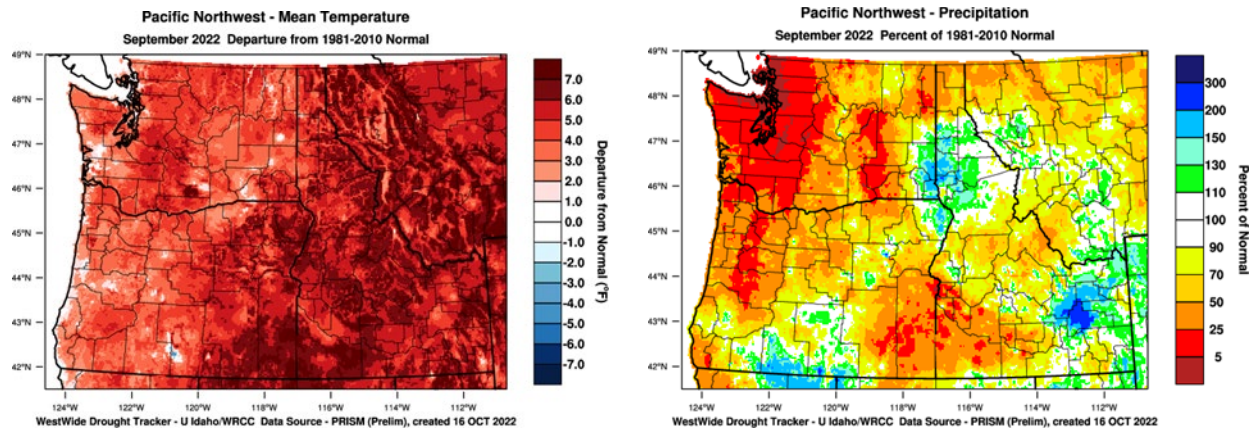 Pacific Northwest - Mean Temperature
September 2022 Departure from 1981-2010 Normal
49°N
48°N
47°N
46°N
45°N
44°N
43°N
42°N
124°W 122°W 120°W 118°W 116°W 114°W 112°W
7.0
6.0
5.0
4.0
3.0
2.0
1.0
0.0
-1.0
-2.0
-3.0
-4.0
-5.0
-6.0
-7.0
Departure from Normal (°F)
WestWide Drought Tracker - U Idaho/WRCC Data Source - PRISM (Prelim), created 16 OCT 2022
Pacific Northwest - Precipitation
September 2022 Percent of 1981-2010 Normal
49°N
48°N
47°N
46°N
45°N
44°N
43°N
42°N
124°W 122°W 120°W 118°W 116°W 114°W 112°W
300
200
150
130
110
100
90
70
50
25
5
Percent of Normal
WestWide Drought Tracker - U Idaho/WRCC Data Source - PRISM (Prelim), created 16 OCT 2022